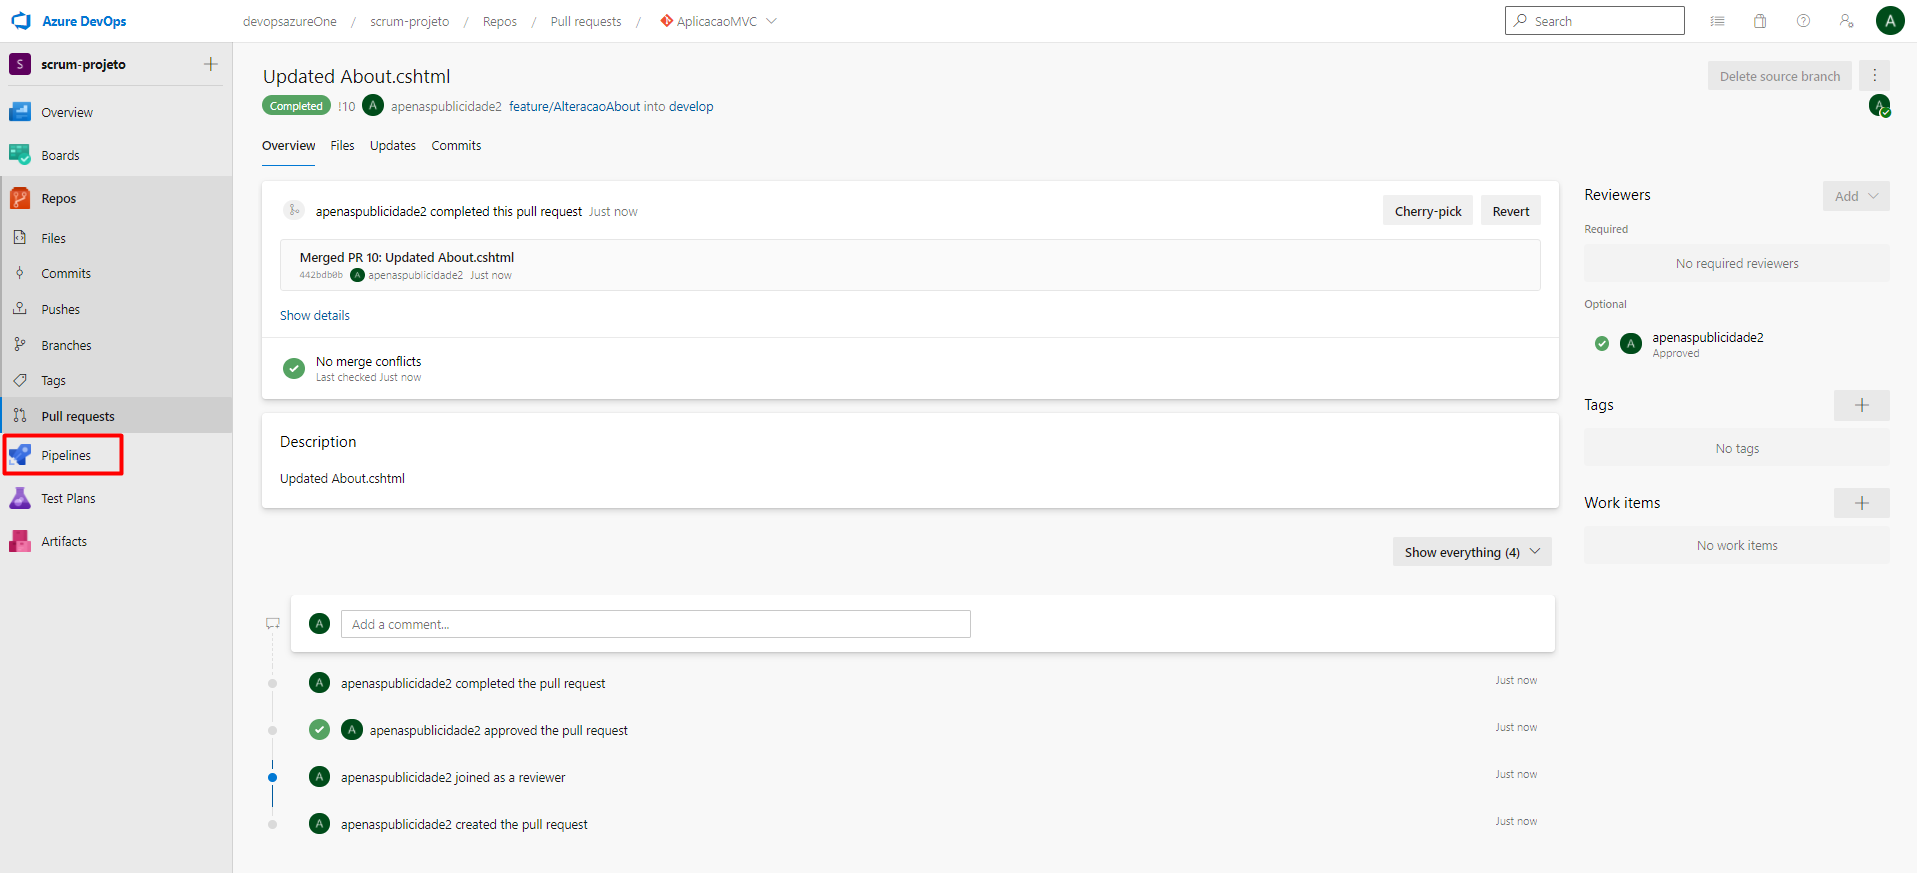 Azure DevOps
devopsazureOne / scrum-projeto / Repos / Pull requests / AplicacaoMVC
Search
A
S scrum-projeto
Overview
Boards
Repos
Files
Commits
Pushes
Branches
Tags
Pull requests
Pipelines
Test Plans
Artifacts
Updated About.cshtml
Delete source branch
Completed !10 A apenaspublicidade2 feature/AlteracaoAbout into develop
A
Overview Files Updates Commits
apenaspublicidade2 completed this pull request Just now
Cherry-pick Revert
Merged PR 10: Updated About.cshtml
442bdb0b A apenaspublicidade2 Just now
Show details
No merge conflicts
Last checked Just now
Description
Updated About.cshtml
Show everything (4)
A Add a comment...
A apenaspublicidade2 completed the pull request Just now
A apenaspublicidade2 approved the pull request Just now
A apenaspublicidade2 joined as a reviewer Just now
A apenaspublicidade2 created the pull request Just now
Reviewers Add
Required
No required reviewers
Optional
A apenaspublicidade2
Approved
Tags
No tags
Work items
No work items